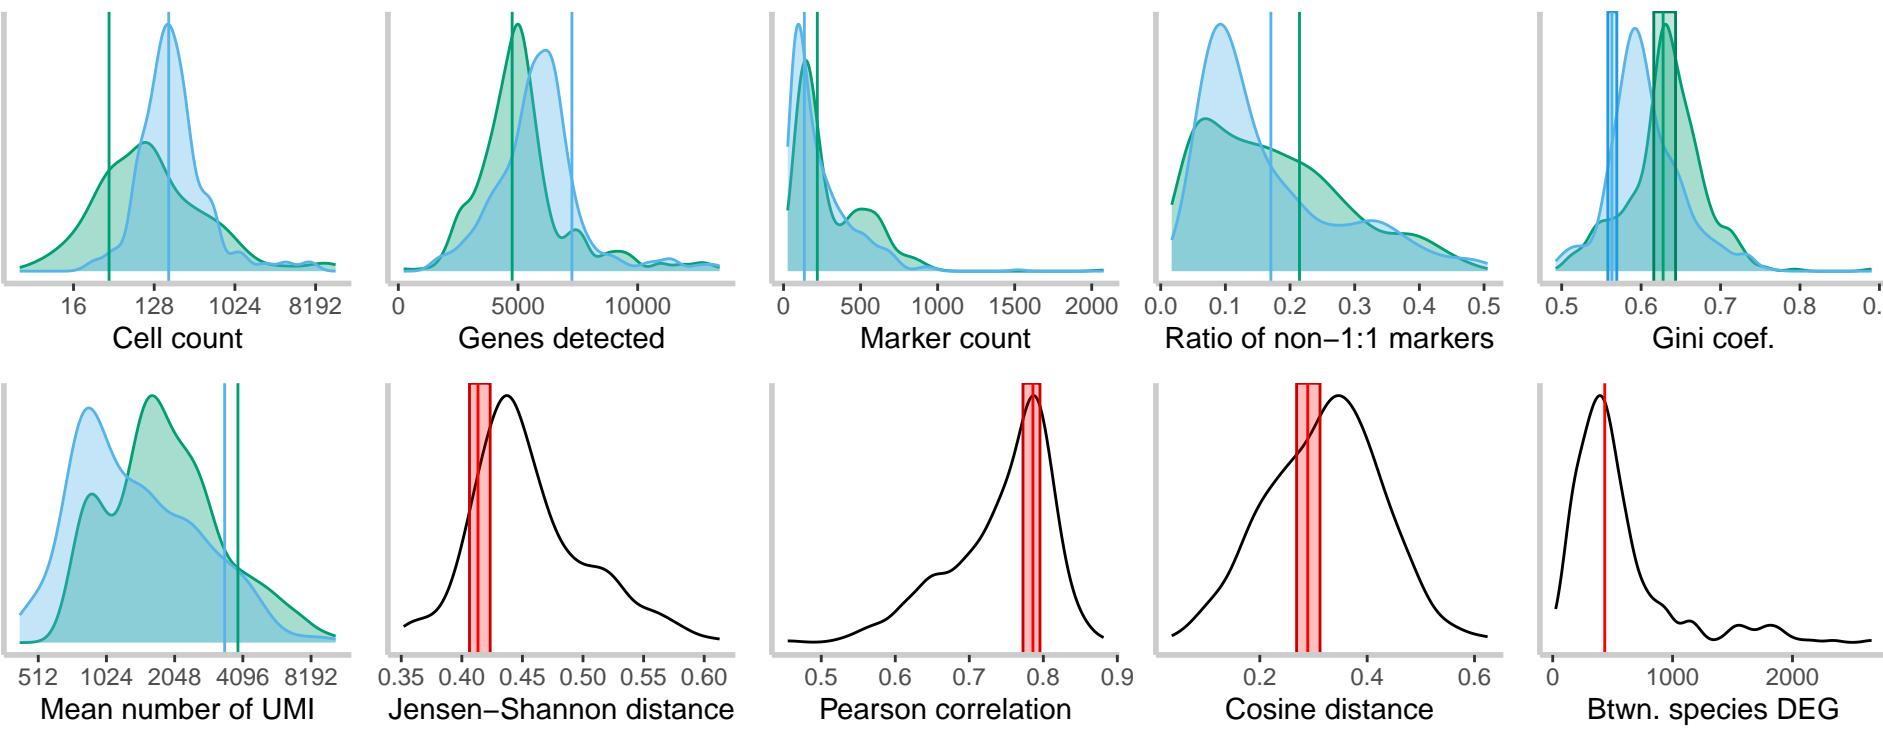 16 128 1024 8192
Cell count
0 5000 10000
Genes detected
0 500 1000 1500 2000
Marker count
0.0 0.1 0.2 0.3 0.4 0.5
Ratio of non−1:1 markers
0.5 0.6 0.7 0.8 0.
Gini coef.
512 1024 2048 4096 8192
Mean number of UMI
0.35 0.40 0.45 0.50 0.55 0.60
Jensen−Shannon distance
0.5 0.6 0.7 0.8 0.9
Pearson correlation
0.2 0.4 0.6
Cosine distance
0 1000 2000
Btwn. species DEG